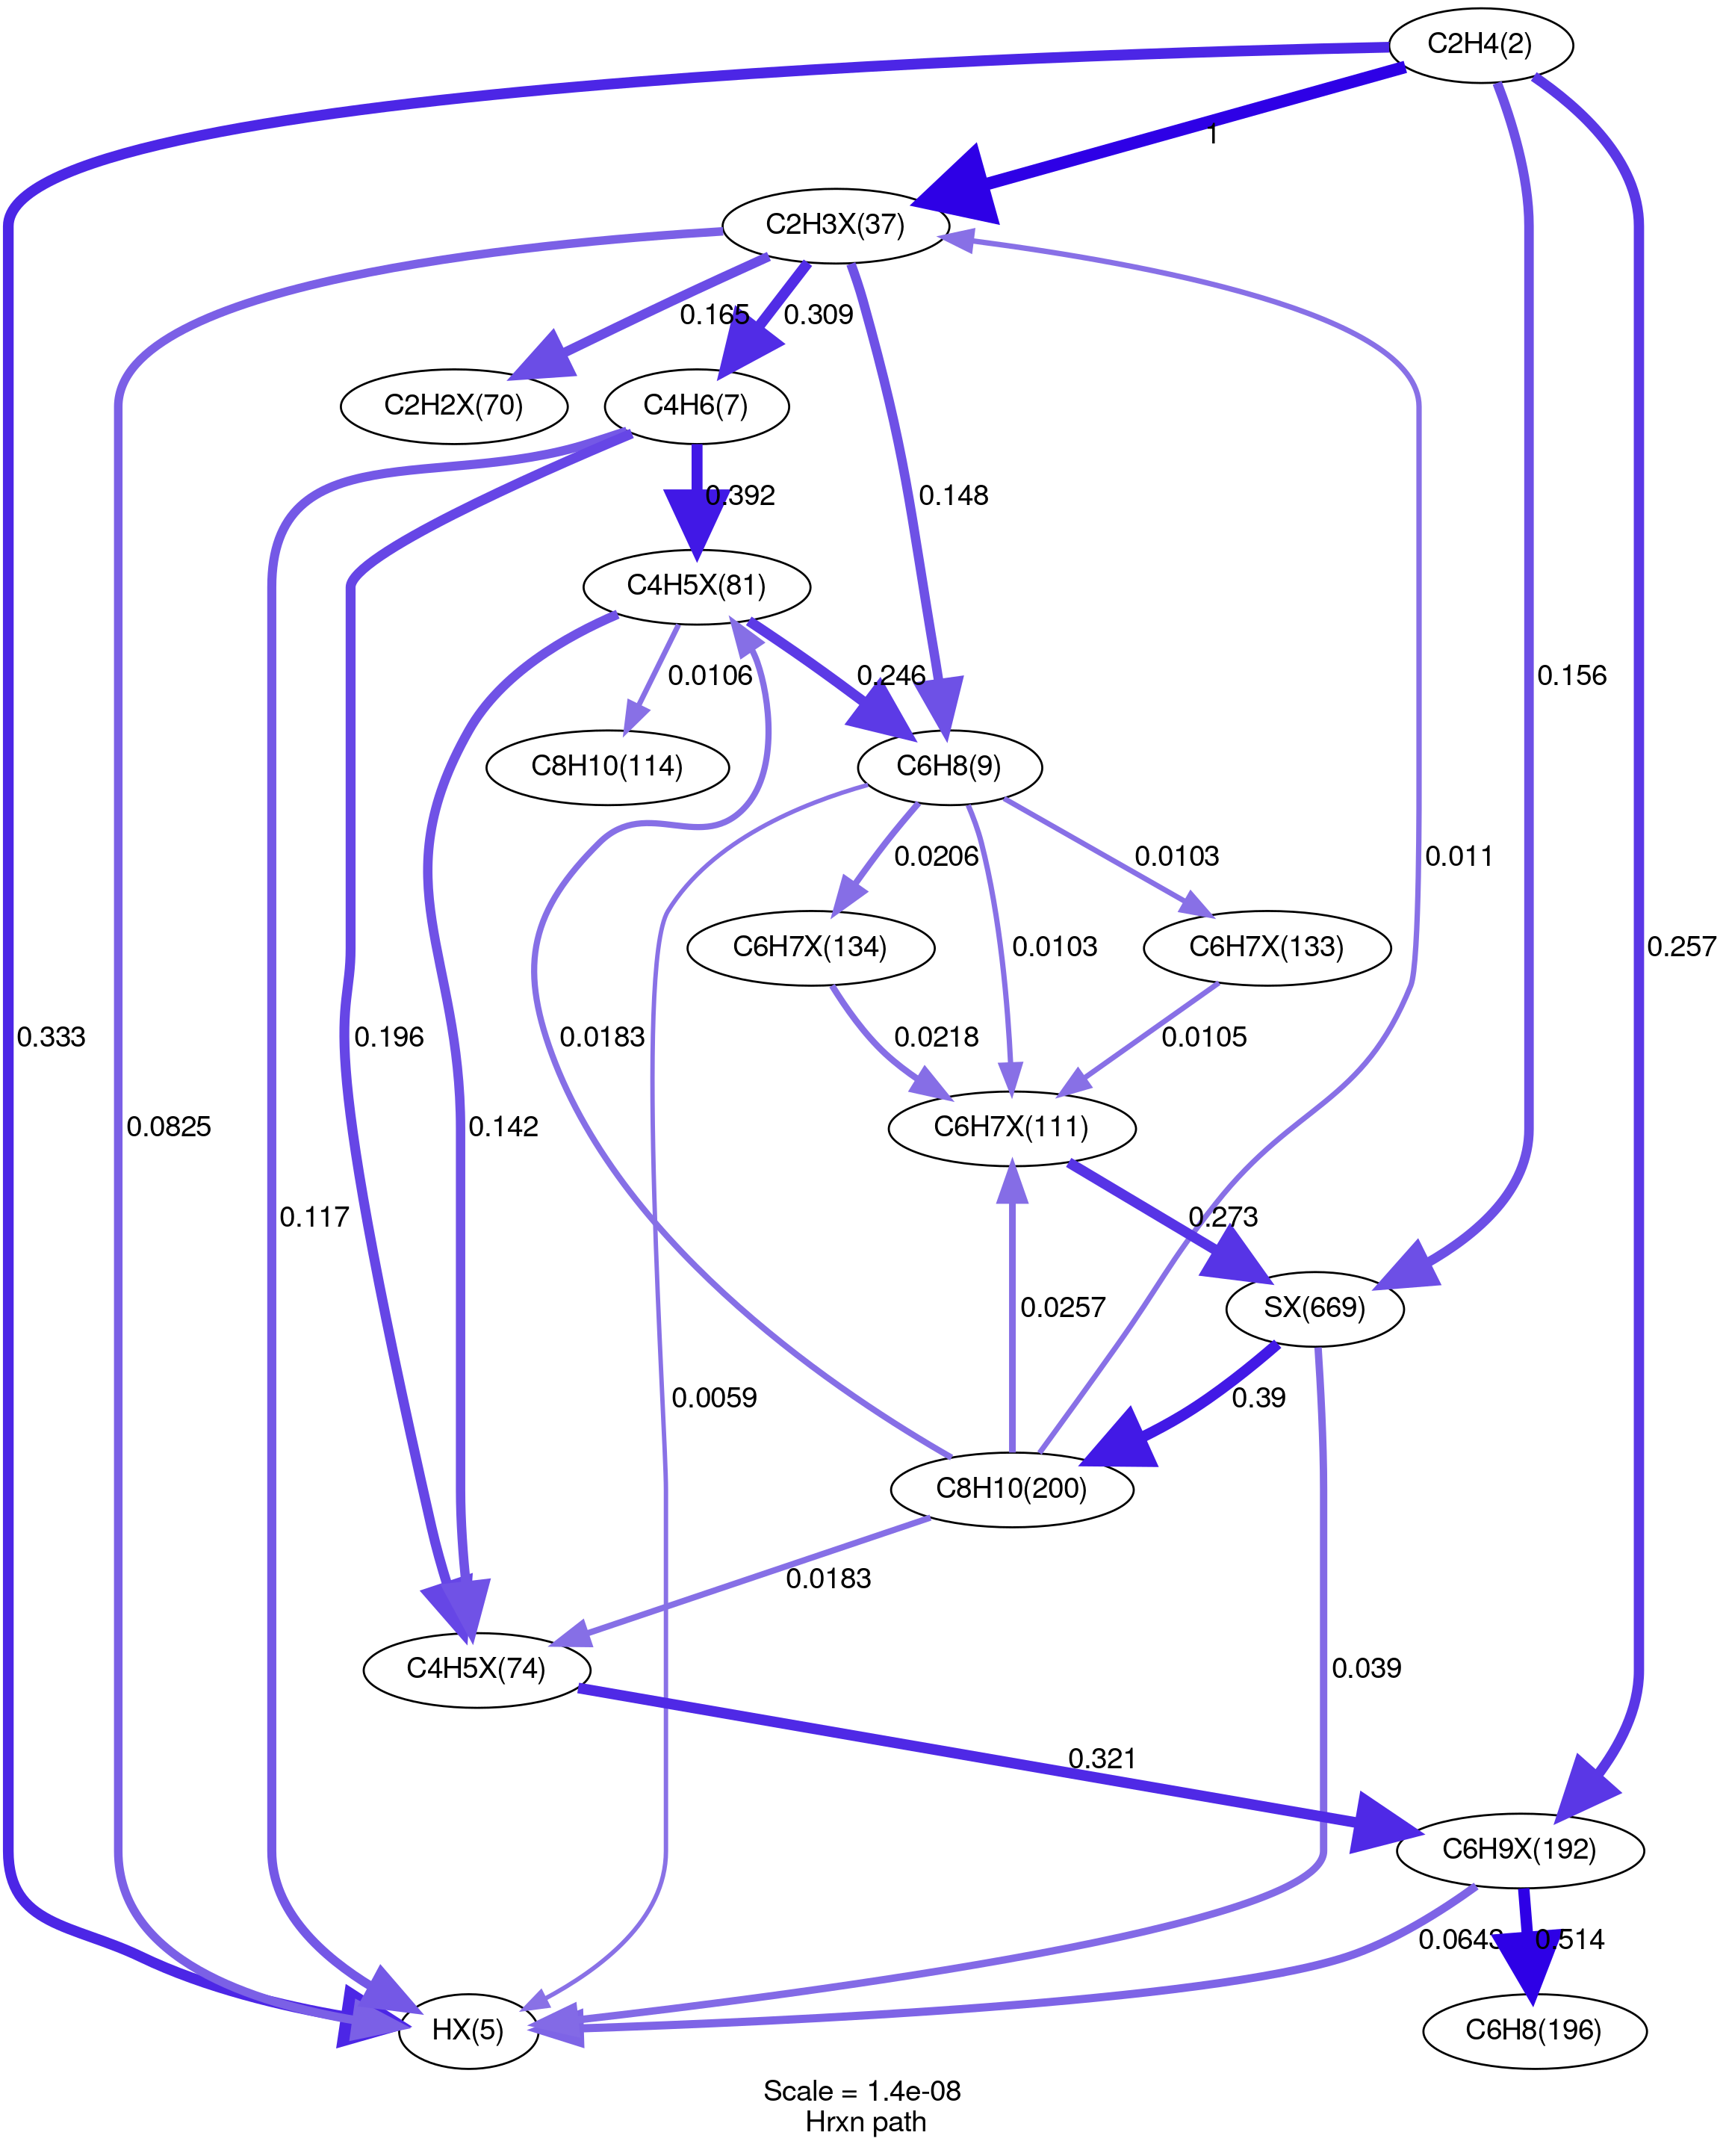 C2H4(2)
1
C2H3X(37)
0.165
0.309
C2H2X(70)
C4H6(7)
0.392
0.148
C4H5X(81)
0.0106
0.246
0.156
C8H10(114)
C6H8(9)
0.0206
0.0103
0.011
C6H7X(134)
0.0103
C6H7X(133)
0.257
0.333
0.196
0.0183
0.0218
0.0105
0.0825
0.142
C6H7X(111)
0.117
0.273
0.0257
SX(669)
0.0059
0.39
C8H10(200)
0.0183
C4H5X(74)
0.039
0.321
C6H9X(192)
0.0643
0.514
HX(5)
C6H8(196)
Scale = 1.4e-08
Hrxn path